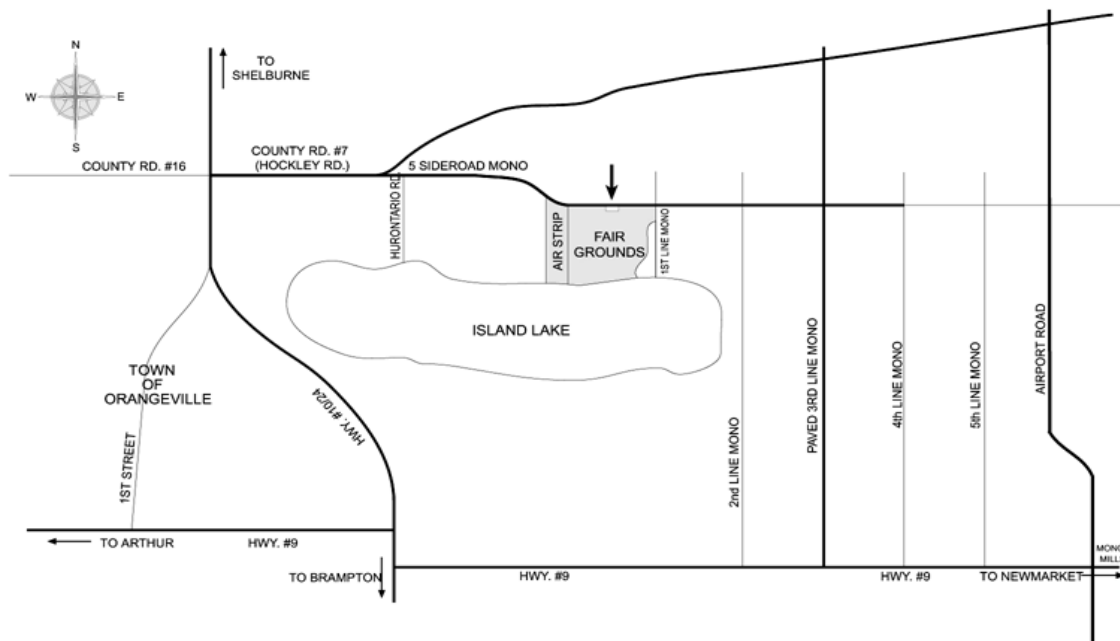 N
W
E
S
TO
SHELBURNE
COUNTY RD. #16
COUNTY RD. #7
(HOCKLEY RD.)
5 SIDEROAD MONO
HURONTARIO RD
AIR STRIP
FAIR
GROUNDS
1ST LINE MONO
ISLAND LAKE
TOWN
OF
ORANGEVILLE
1ST STREET
HWY. #10/24
2nd LINE MONO
PAVED 3RD LINE MONO
4th LINE MONO
5th LINE MONO
AIRPORT ROAD
TO ARTHUR
HWY. #9
TO BRAMPTON
HWY. #9
HWY. #9
TO NEWMARKET